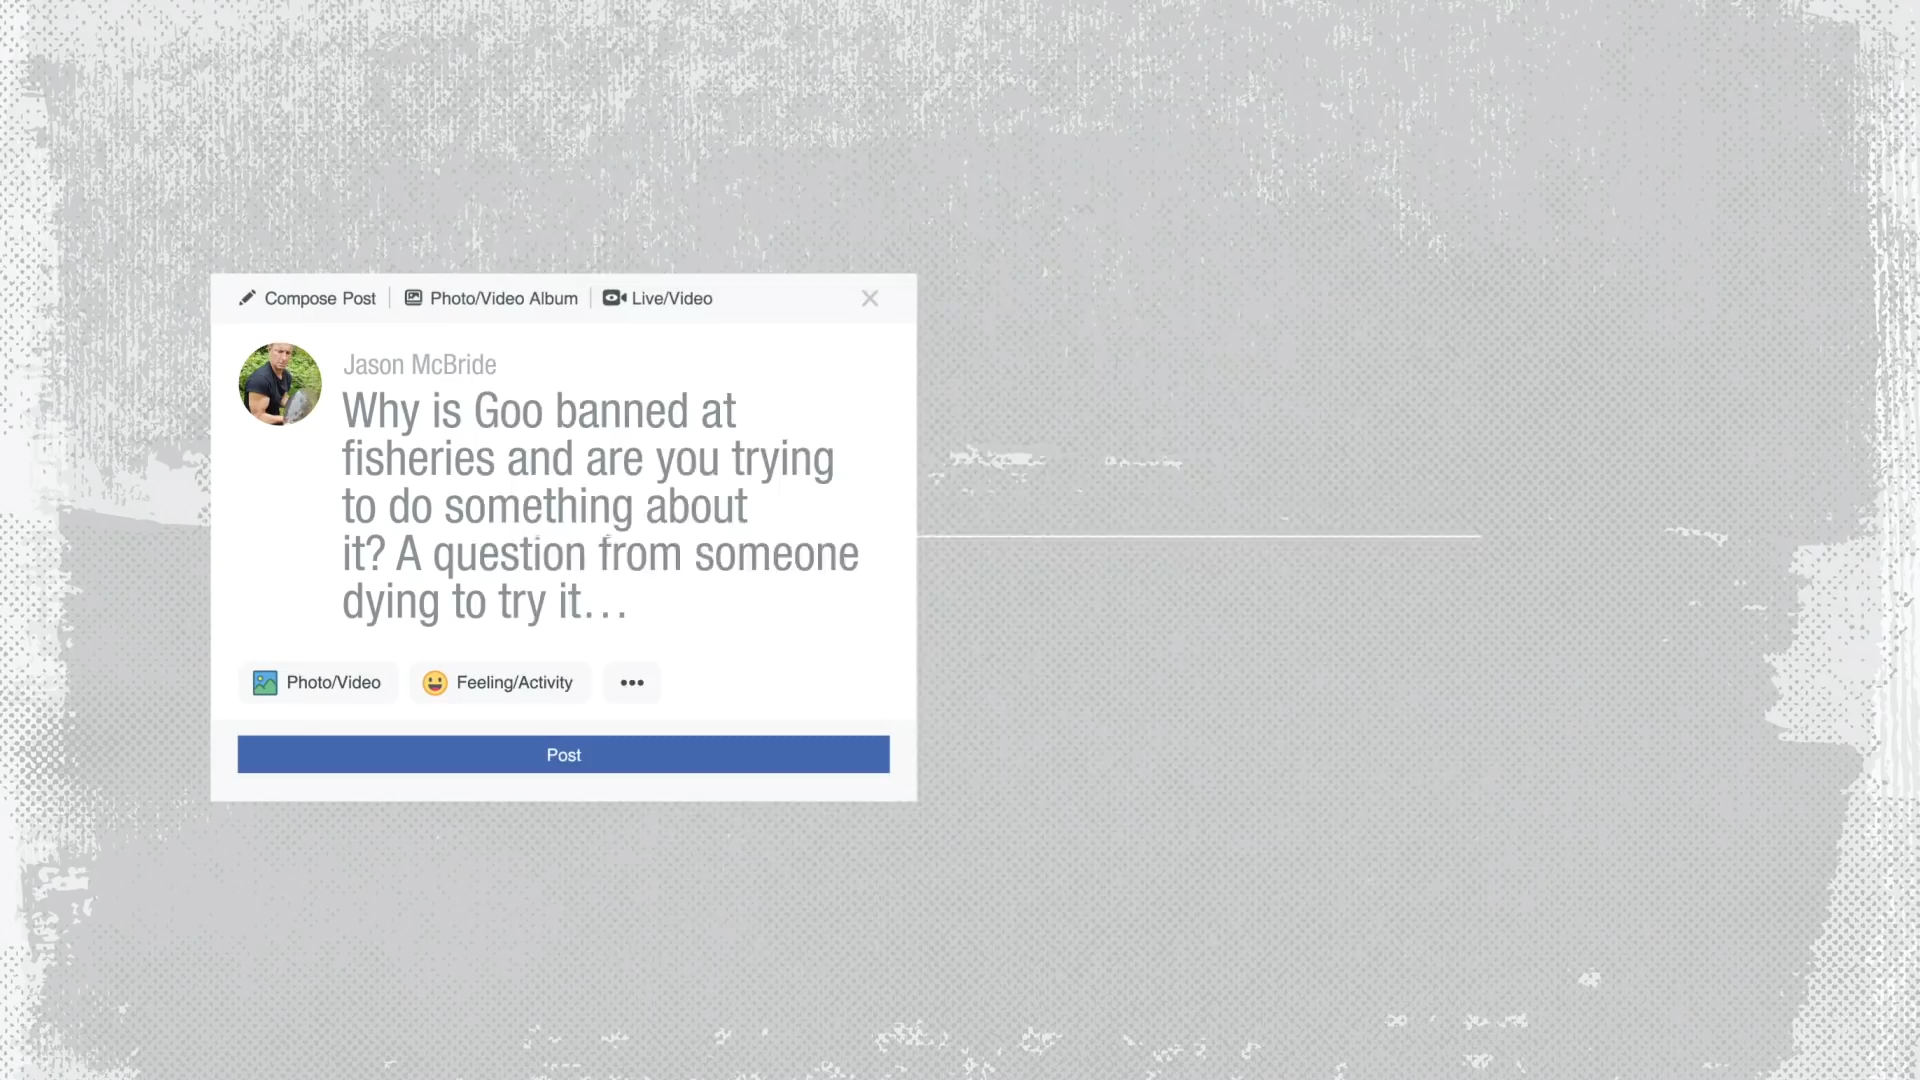 Compose Post
Photo/Video Album
Live/Video
Jason McBride
Why is Goo banned at
fisheries and are you trying
to do something about
it? A question from someone
dying to try it…
Photo/Video
Feeling/Activity
Post